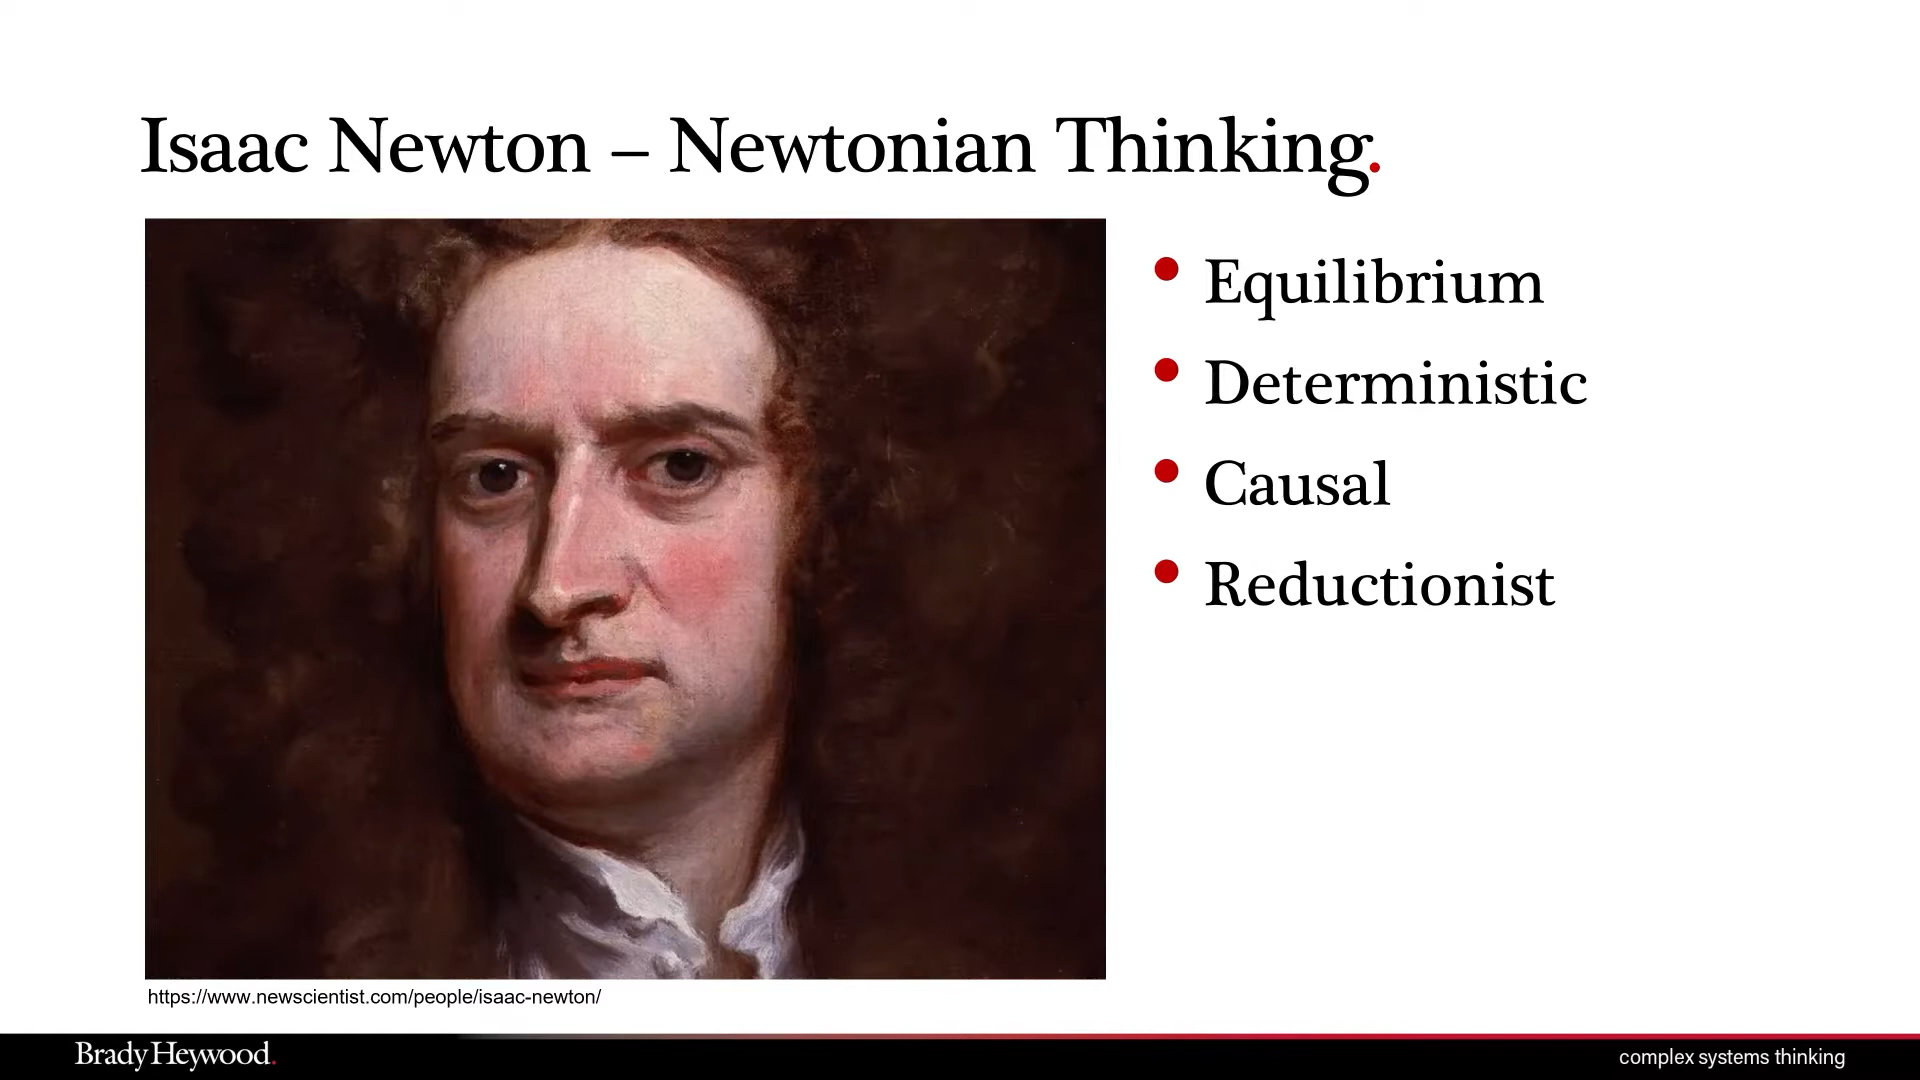 Isaac Newton – Newtonian Thinking.
• Equilibrium
• Deterministic
• Causal
• Reductionist
https://www.newscientist.com/people/isaac-newton/
Brady Heywood.
complex systems thinking